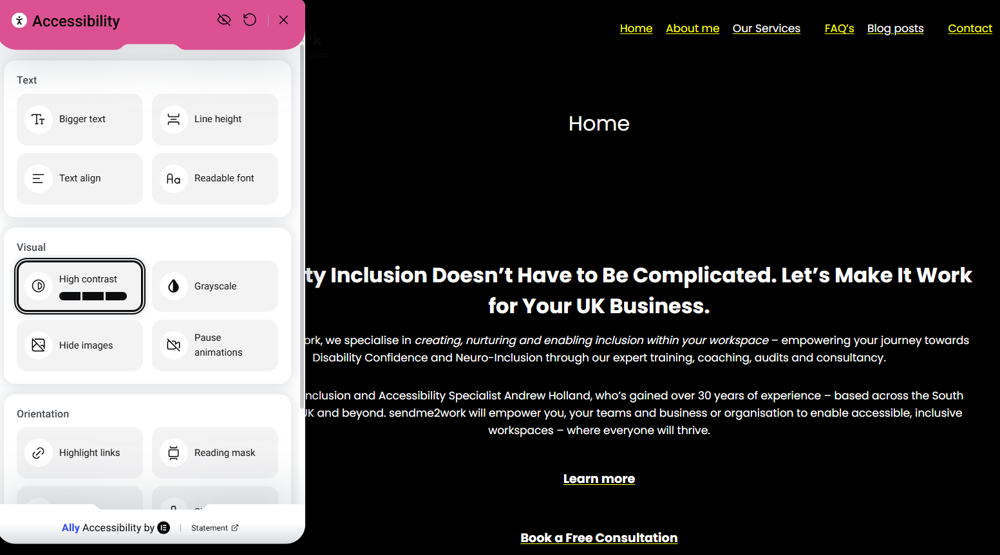 Accessibility
Text
Bigger text
Line height
Text align
Readable font
Visual
High contrast
Grayscale
Hide images
Pause
animations
Orientation
Highlight links
Reading mask
Ally Accessibility by
Statement
Home About me Our Services FAQ's Blog posts Contact
rk
pace
Home
ty Inclusion Doesn't Have to Be Complicated. Let's Make It Work
for Your UK Business.
ork, we specialise in creating, nurturing and enabling inclusion within your workspace – empowering your journey towards
Disability Confidence and Neuro-Inclusion through our expert training, coaching, audits and consultancy.
nclusion and Accessibility Specialist Andrew Holland, who's gained over 30 years of experience – based across the South
UK and beyond. sendme2work will empower you, your teams and business or organisation to enable accessible, inclusive
workspaces – where everyone will thrive.
Learn more
Book a Free Consultation